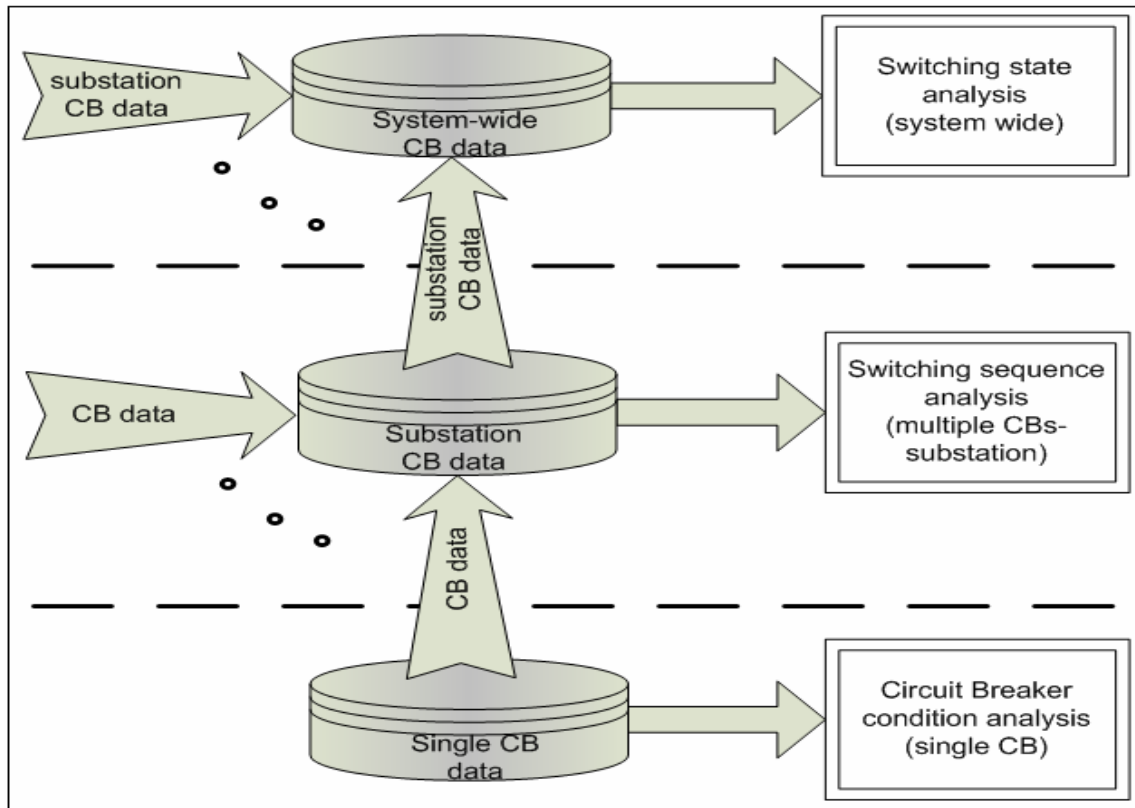 substation
CB data
System-wide
CB data
Switching state
analysis
(system wide)
substation
CB data
CB data
Substation
CB data
Switching sequence
analysis
(multiple CBs-
substation)
CB data
Single CB
data
Circuit Breaker
condition analysis
(single CB)